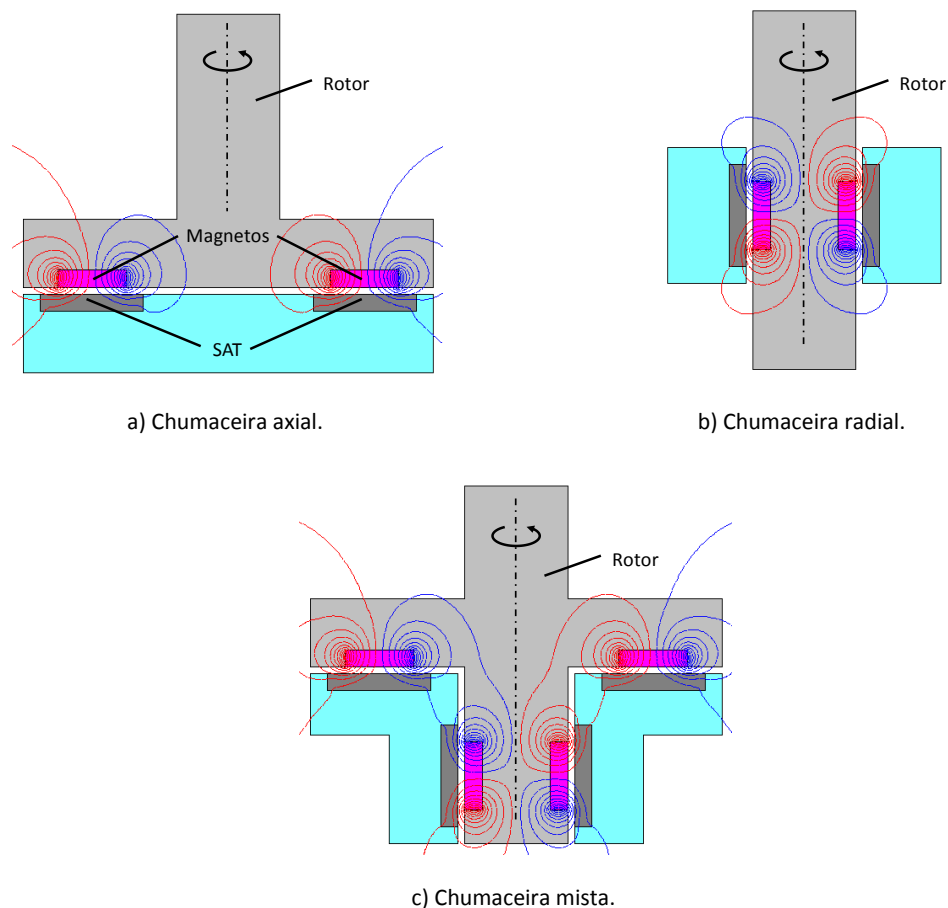 Rotor
Rotor
Magnetos
SAT
a) Chumaceira axial.
b) Chumaceira radial.
Rotor
c) Chumaceira mista.